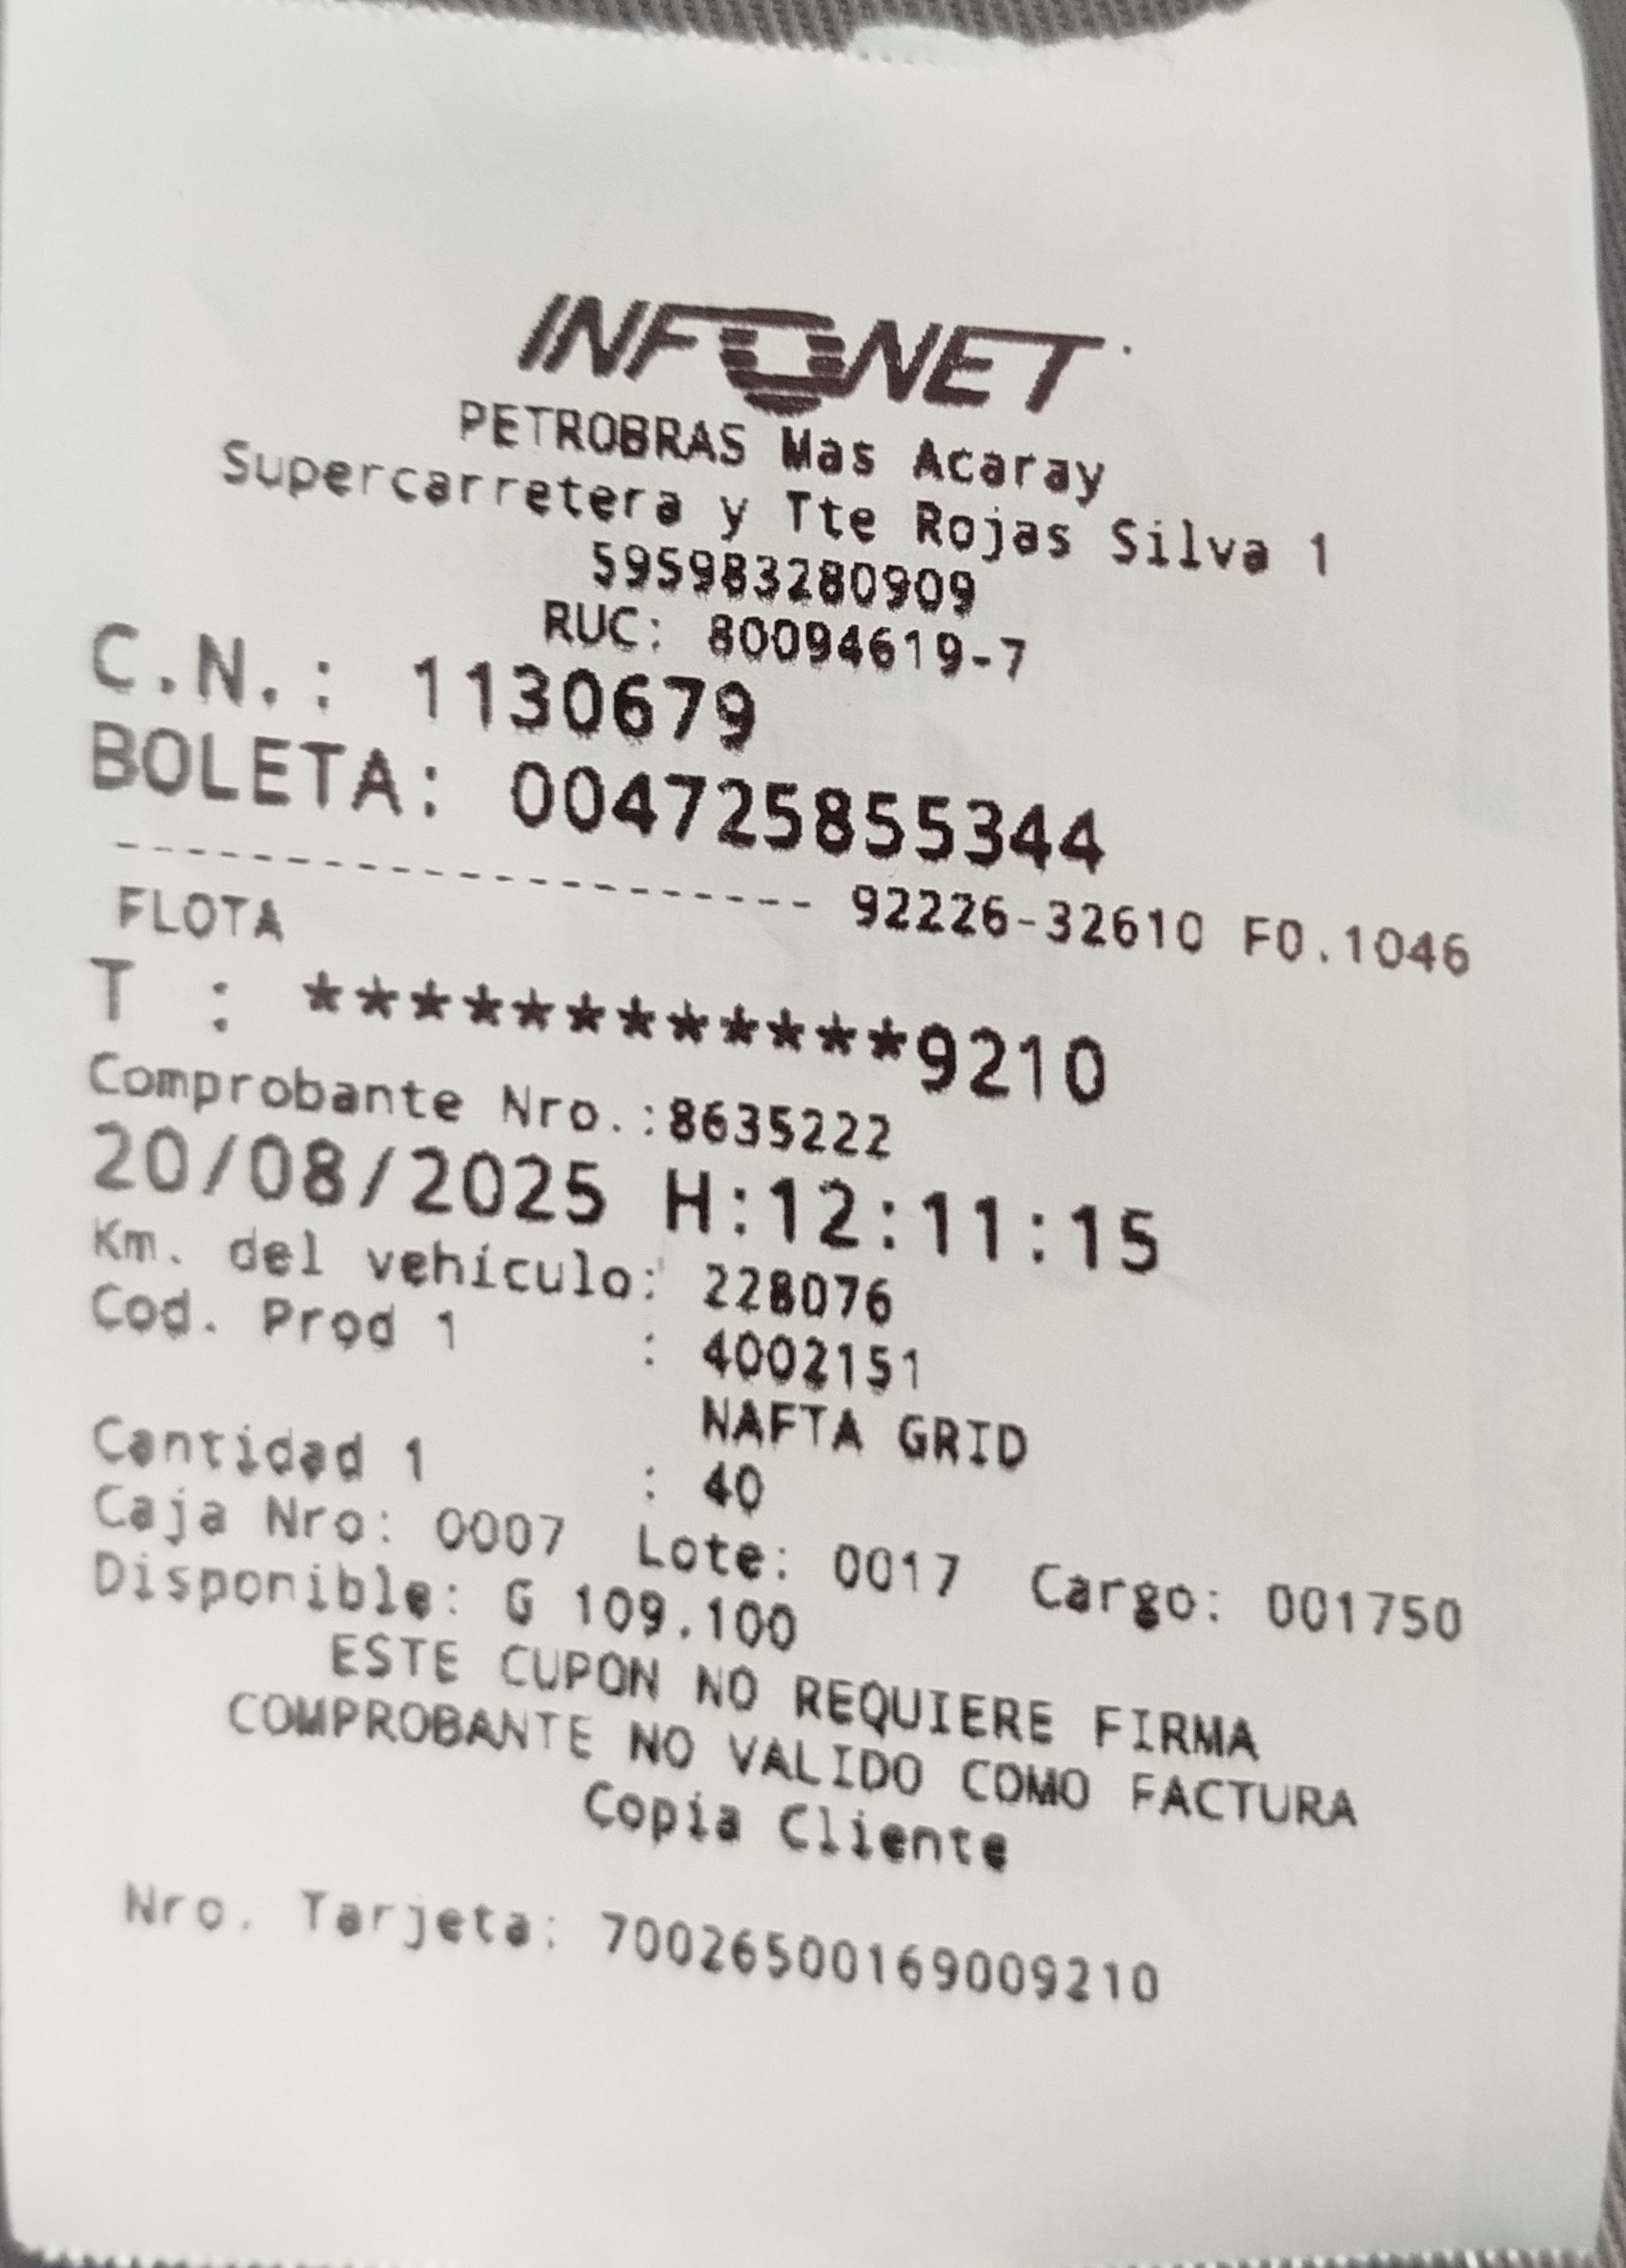 INFONET
PETROBRAS Mas Acaray
Supercarretera y Tte Rojas Silva 1
595983280909
RUC: 80094619-7
C.N.: 1130679
BOLETA: 004725855344
-------------------- 92226-32610 F0.1046
FLOTA
T : ************9210
Comprobante Nro.:8635222
20/08/2025 H:12:11:15
Km. del vehículo: 228076
Cod. Prod 1 : 4002151
NAFTA GRID
Cantidad 1 : 40
Caja Nro: 0007 Lote: 0017 Cargo: 001750
Disponible: G 109.100
ESTE CUPON NO REQUIERE FIRMA
COMPROBANTE NO VALIDO COMO FACTURA
Copia Cliente
Nro. Tarjeta: 70026500169009210